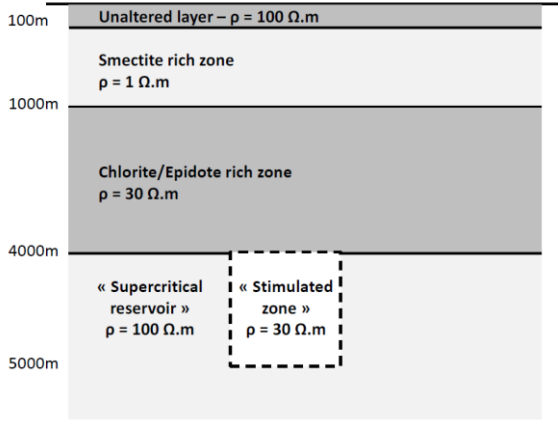 100m
Unaltered layer – ρ = 100 Ω.m
Smectite rich zone
ρ = 1 Ω.m
1000m
Chlorite/Epidote rich zone
ρ = 30 Ω.m
4000m
« Supercritical
reservoir »
ρ = 100 Ω.m
« Stimulated
zone »
ρ = 30 Ω.m
5000m